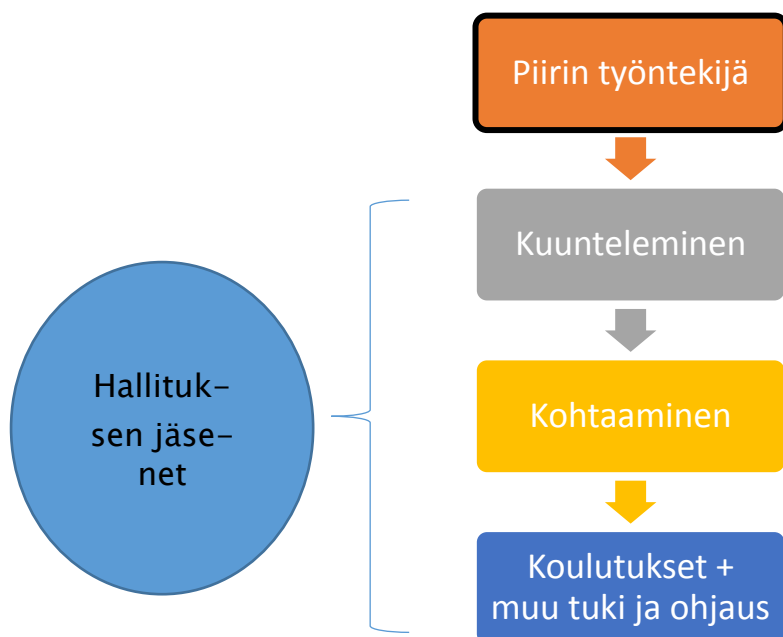 Piirin työntekijä
Kuunteleminen
Hallituk–
sen jäse–
net
Kohtaaminen
Koulutukset +
muu tuki ja ohjaus